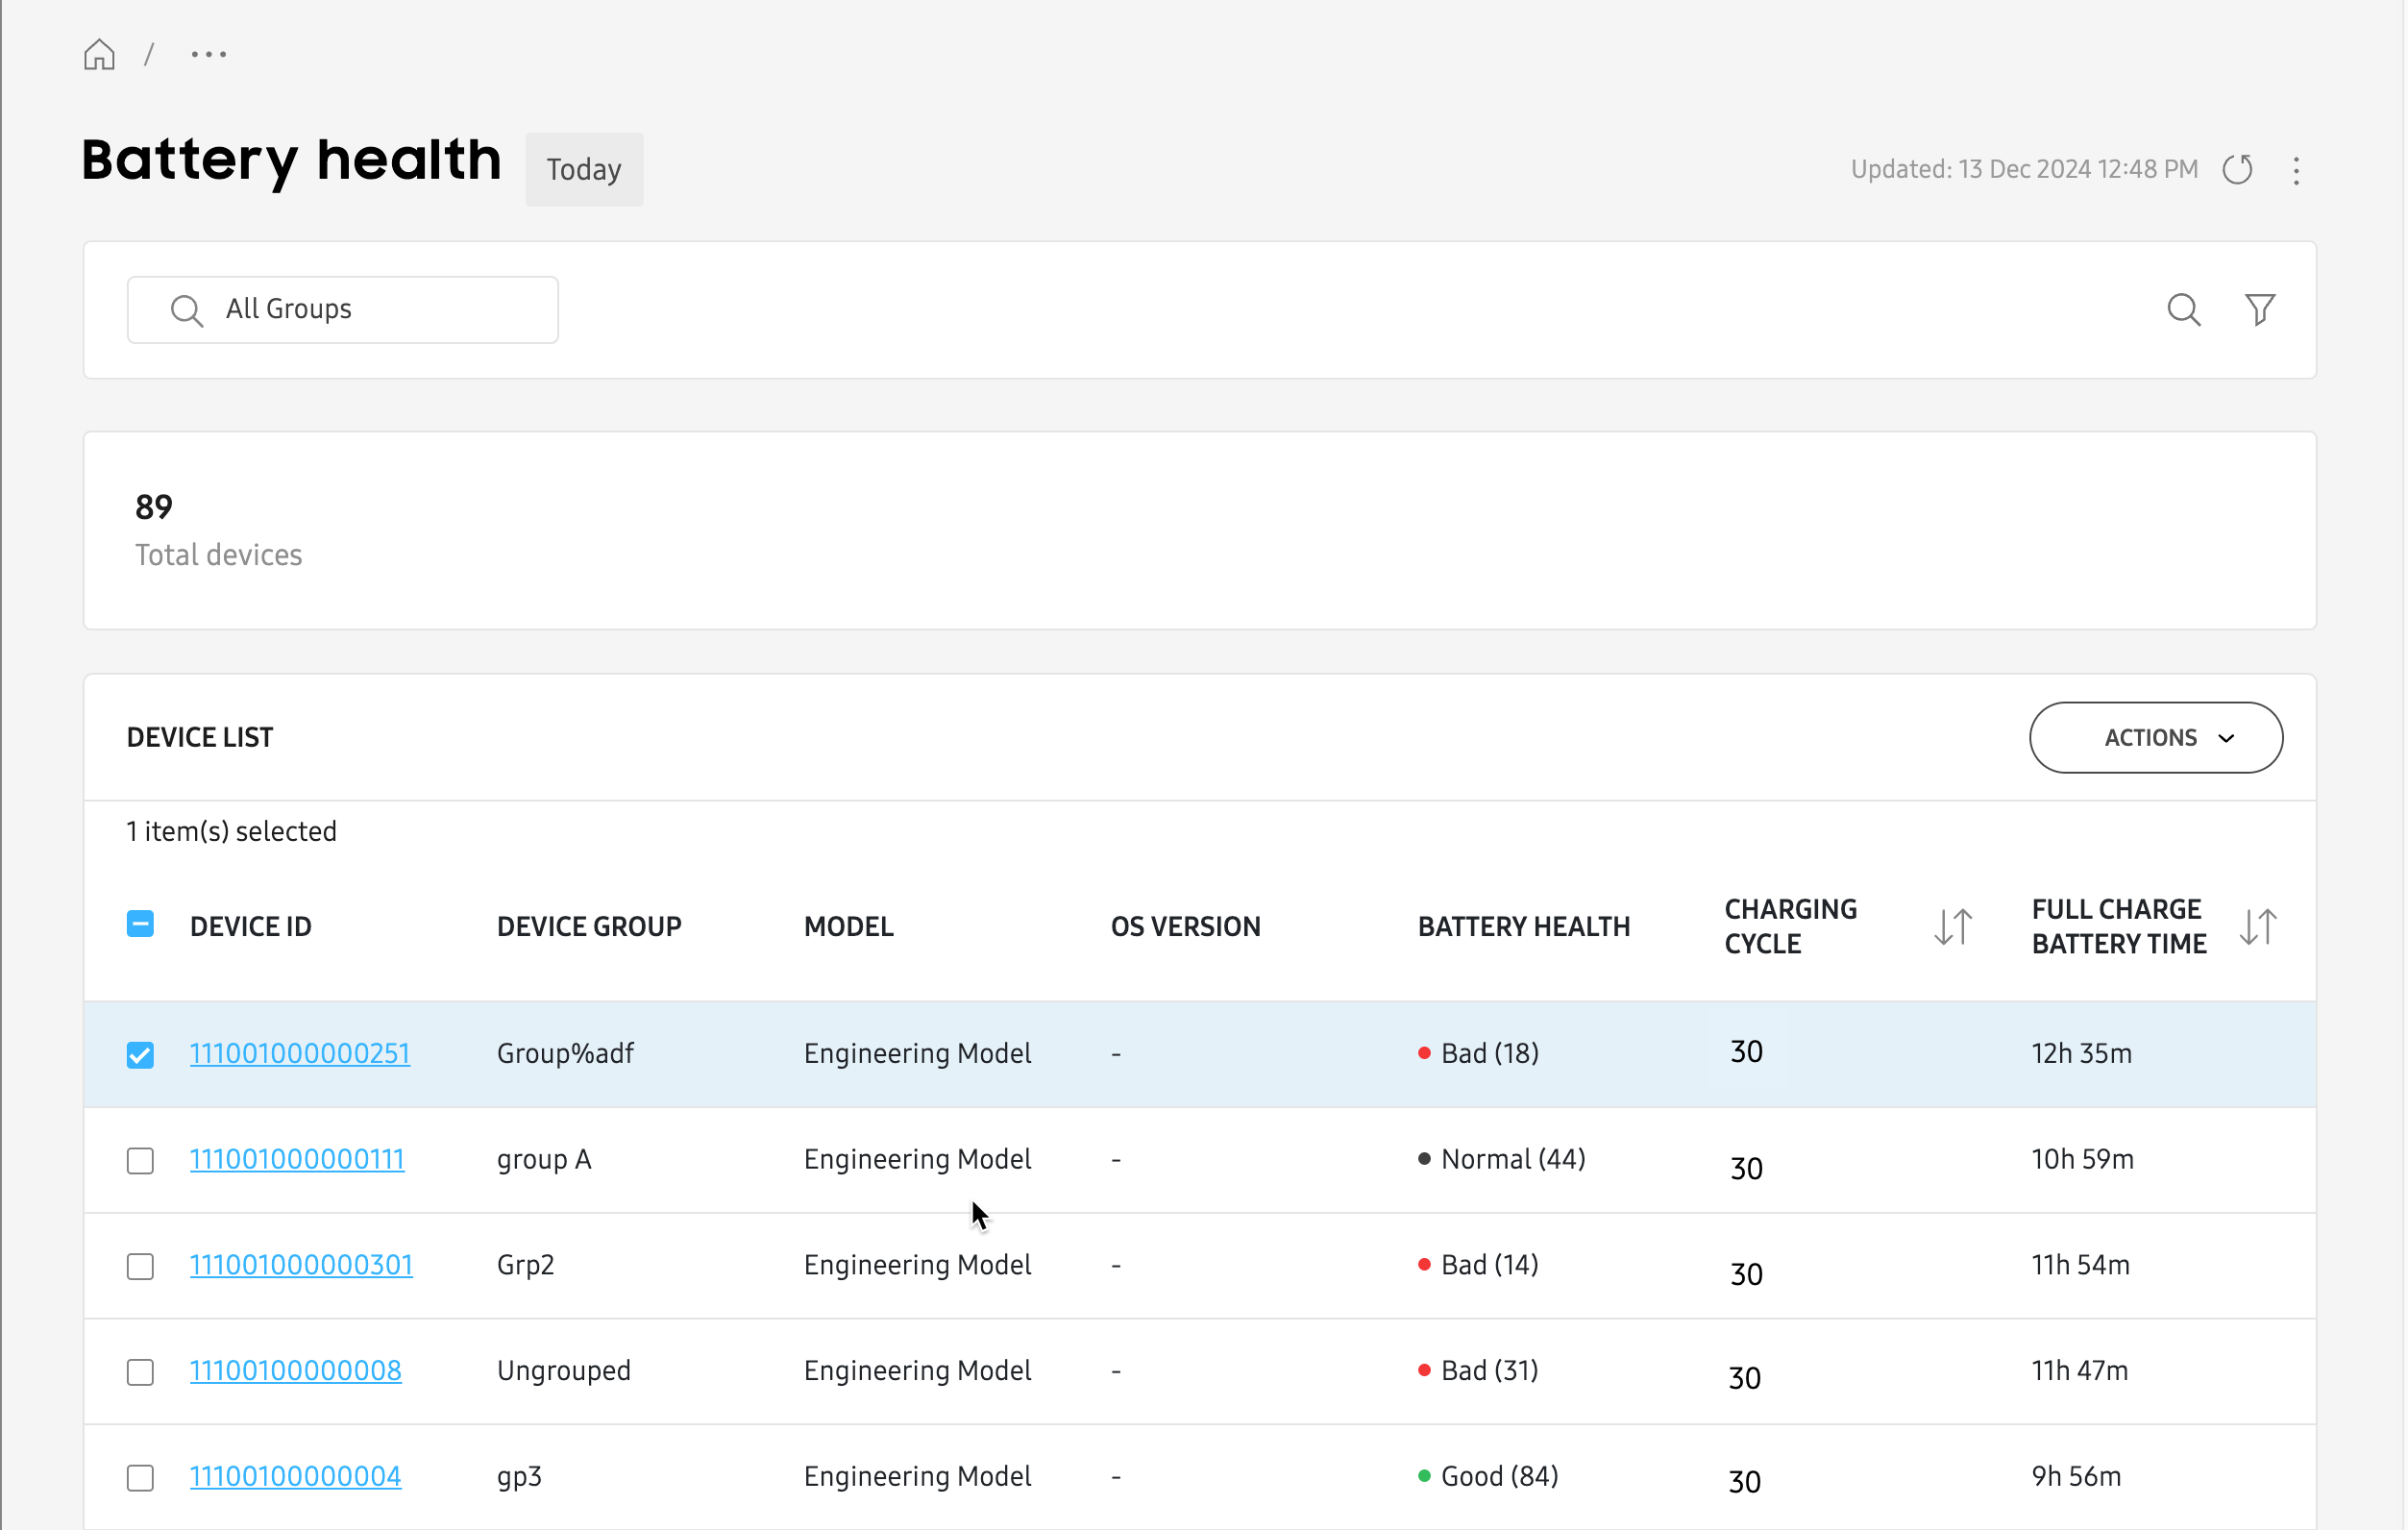 / ...
Battery health Today
Updated: 13 Dec 2024 12:48 PM
All Groups
89
Total devices
DEVICE LIST
ACTIONS
1 item(s) selected
DEVICE ID DEVICE GROUP MODEL OS VERSION BATTERY HEALTH CHARGING CYCLE FULL CHARGE BATTERY TIME
111001000000251 Group%adf Engineering Model - Bad (18) 30 12h 35m
111001000000111 group A Engineering Model - Normal (44) 30 10h 59m
111001000000301 Grp2 Engineering Model - Bad (14) 30 11h 54m
11100100000008 Ungrouped Engineering Model - Bad (31) 30 11h 47m
11100100000004 gp3 Engineering Model - Good (84) 30 9h 56m